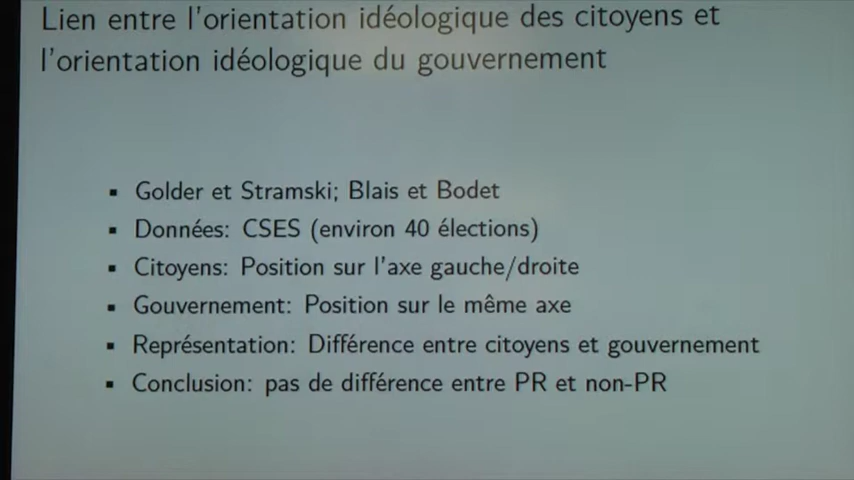 Lien entre l'orientation idéologique des citoyens et
l'orientation idéologique du gouvernement
▪ Golder et Stramski; Blais et Bodet
▪ Données: CSES (environ 40 élections)
▪ Citoyens: Position sur l'axe gauche/droite
▪ Gouvernement: Position sur le même axe
▪ Représentation: Différence entre citoyens et gouvernement
▪ Conclusion: pas de différence entre PR et non-PR